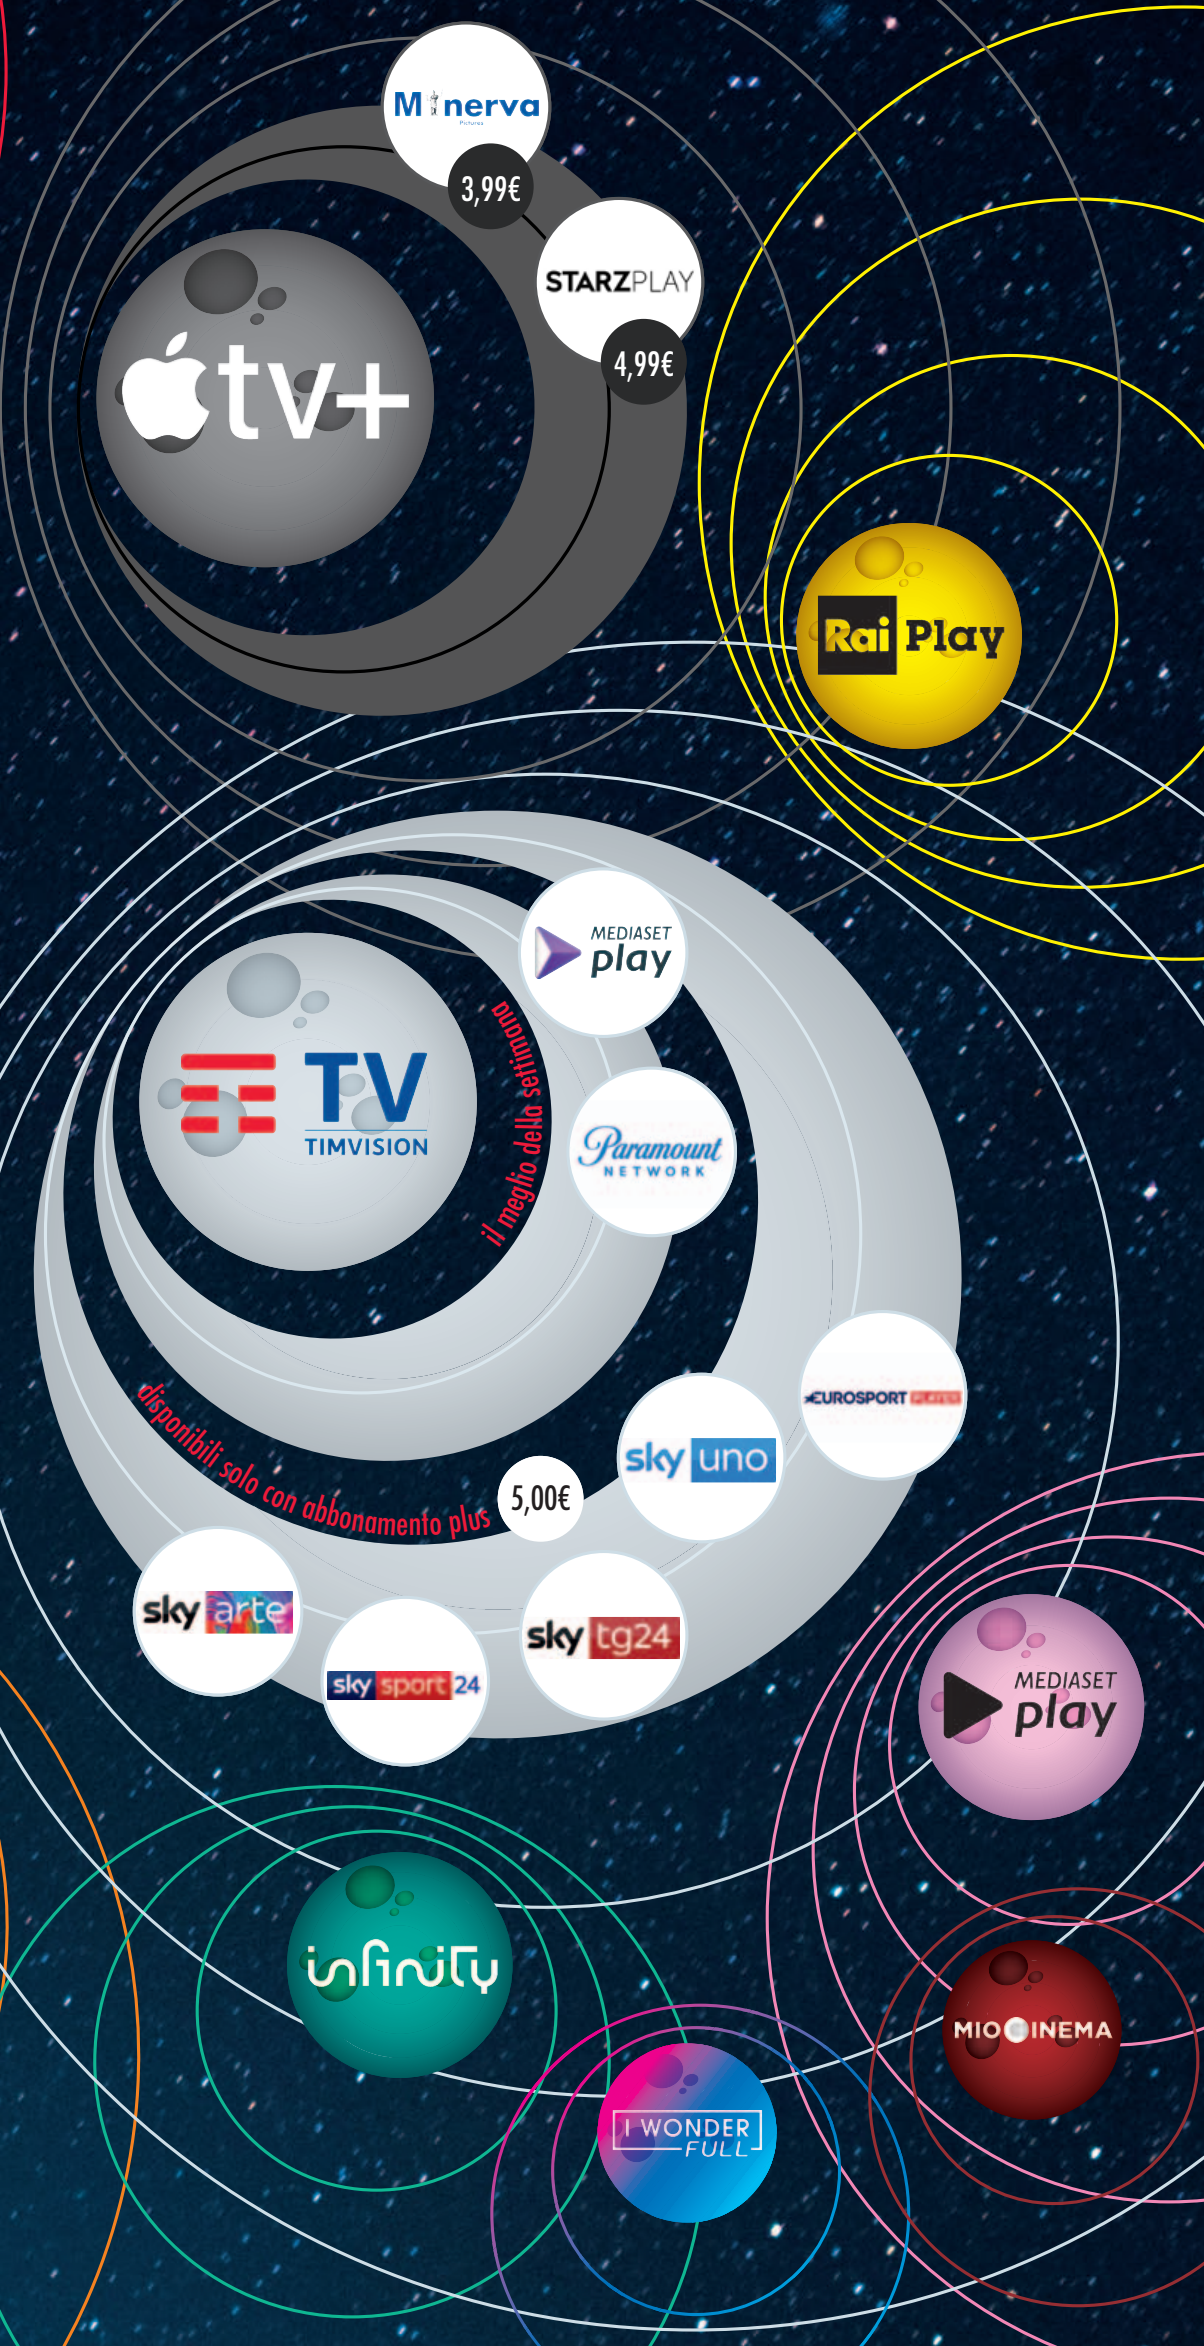 Minerva
Pictures
3,99€
STARZPLAY
4,99€
tv+
Rai Play
MEDIASET
play
il meglio della settimana
TV
TIMVISION
Paramount
NETWORK
EUROSPORT PLAYER
sky uno
disponibili solo con abbonamento plus
5,00€
sky arte
sky tg24
sky sport 24
MEDIASET
play
infinity
MIOCINEMA
I WONDER
FULL